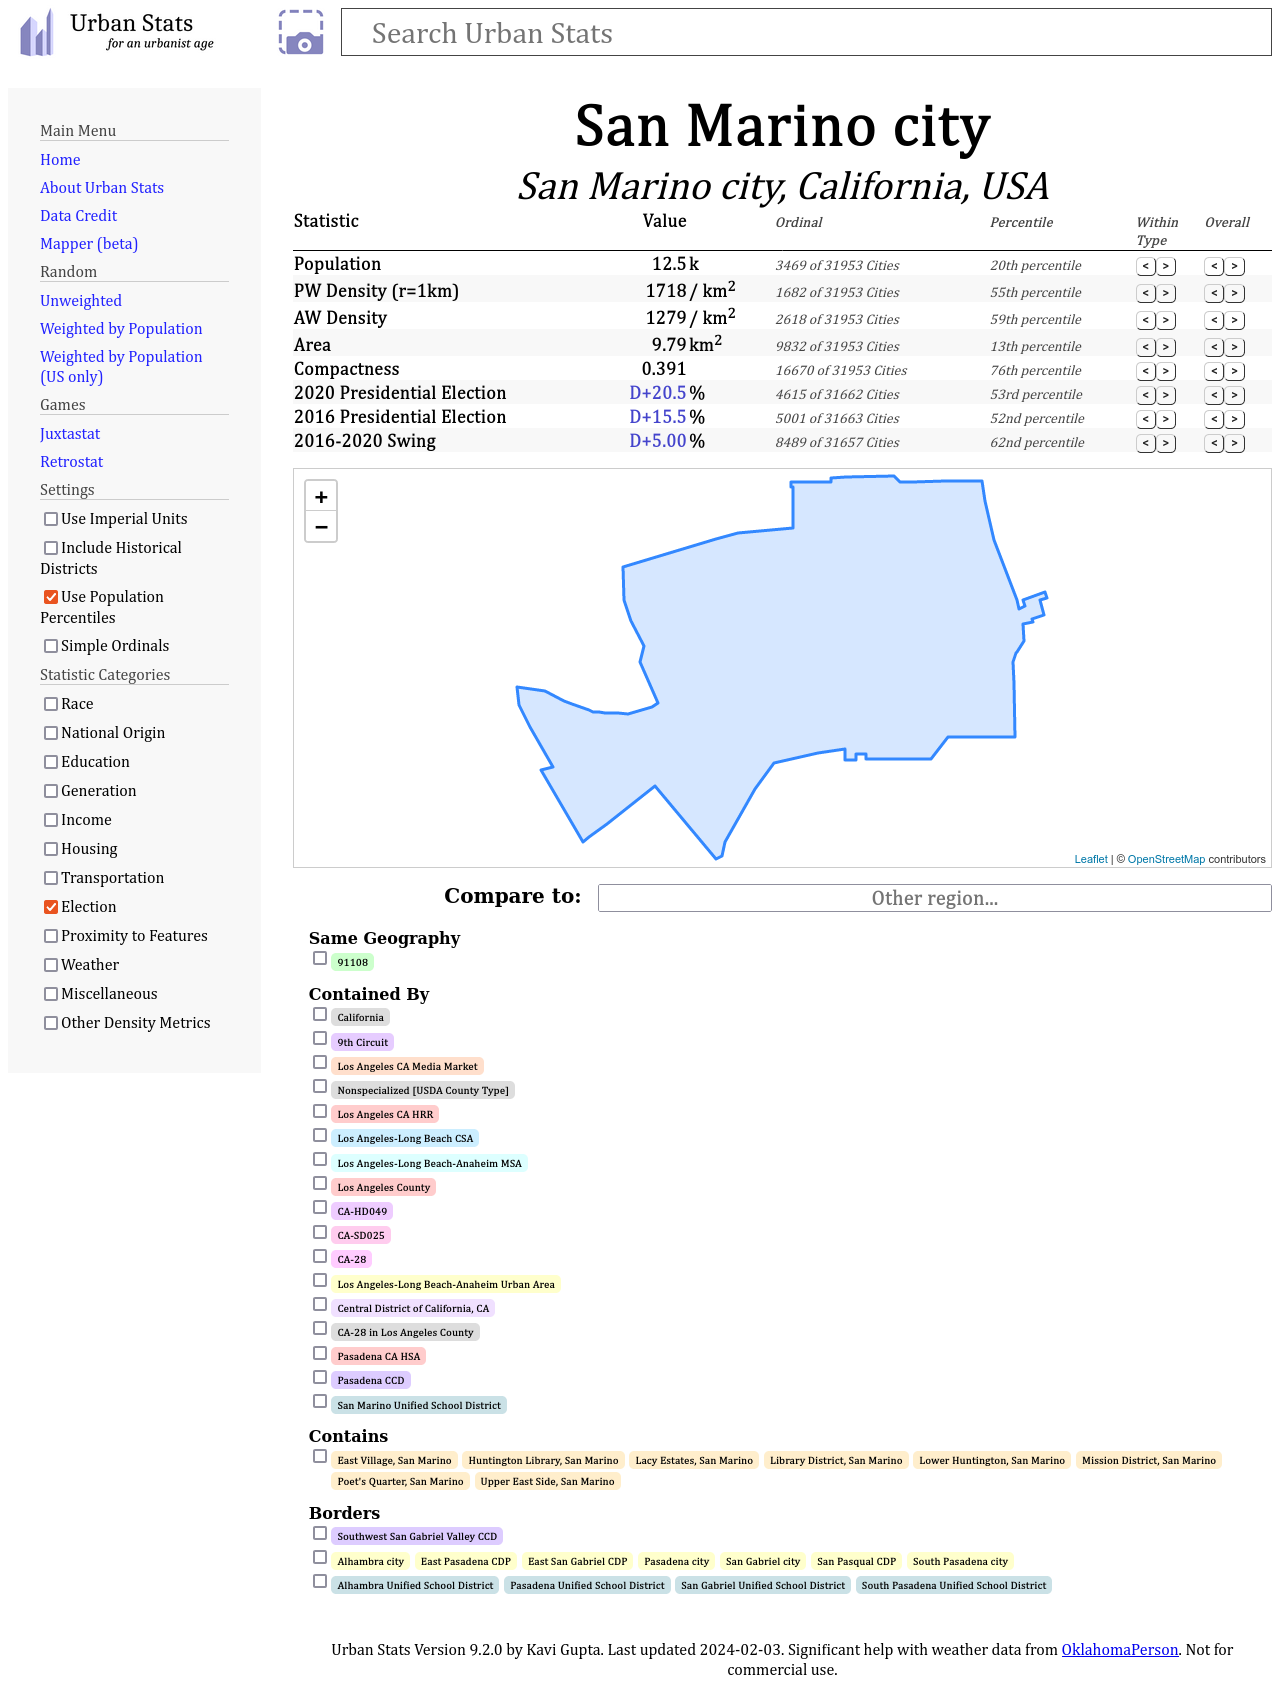 Urban Stats
for an urbanist age
Search Urban Stats
Main Menu
Home
About Urban Stats
Data Credit
Mapper (beta)
Random
Unweighted
Weighted by Population
Weighted by Population
(US only)
Games
Juxtastat
Retrostat
Settings
Use Imperial Units
Include Historical
Districts
Use Population
Percentiles
Simple Ordinals
Statistic Categories
Race
National Origin
Education
Generation
Income
Housing
Transportation
Election
Proximity to Features
Weather
Miscellaneous
Other Density Metrics
San Marino city
San Marino city, California, USA
Statistic Value Ordinal Percentile Within Type Overall
Population 12.5 k 3469 of 31953 Cities 20th percentile < > < >
PW Density (r=1km) 1718 / km² 1682 of 31953 Cities 55th percentile < > < >
AW Density 1279 / km² 2618 of 31953 Cities 59th percentile < > < >
Area 9.79 km² 9832 of 31953 Cities 13th percentile < > < >
Compactness 0.391 16670 of 31953 Cities 76th percentile < > < >
2020 Presidential Election D+20.5 % 4615 of 31662 Cities 53rd percentile < > < >
2016 Presidential Election D+15.5 % 5001 of 31663 Cities 52nd percentile < > < >
2016-2020 Swing D+5.00 % 8489 of 31657 Cities 62nd percentile < > < >
+
−
Leaflet | © OpenStreetMap contributors
Compare to: Other region...
Same Geography
91108
Contained By
California
9th Circuit
Los Angeles CA Media Market
Nonspecialized [USDA County Type]
Los Angeles CA HRR
Los Angeles-Long Beach CSA
Los Angeles-Long Beach-Anaheim MSA
Los Angeles County
CA-HD049
CA-SD025
CA-28
Los Angeles-Long Beach-Anaheim Urban Area
Central District of California, CA
CA-28 in Los Angeles County
Pasadena CA HSA
Pasadena CCD
San Marino Unified School District
Contains
East Village, San Marino Huntington Library, San Marino Lacy Estates, San Marino Library District, San Marino Lower Huntington, San Marino Mission District, San Marino
Poet's Quarter, San Marino Upper East Side, San Marino
Borders
Southwest San Gabriel Valley CCD
Alhambra city East Pasadena CDP East San Gabriel CDP Pasadena city San Gabriel city San Pasqual CDP South Pasadena city
Alhambra Unified School District Pasadena Unified School District San Gabriel Unified School District South Pasadena Unified School District
Urban Stats Version 9.2.0 by Kavi Gupta. Last updated 2024-02-03. Significant help with weather data from OklahomaPerson. Not for
commercial use.